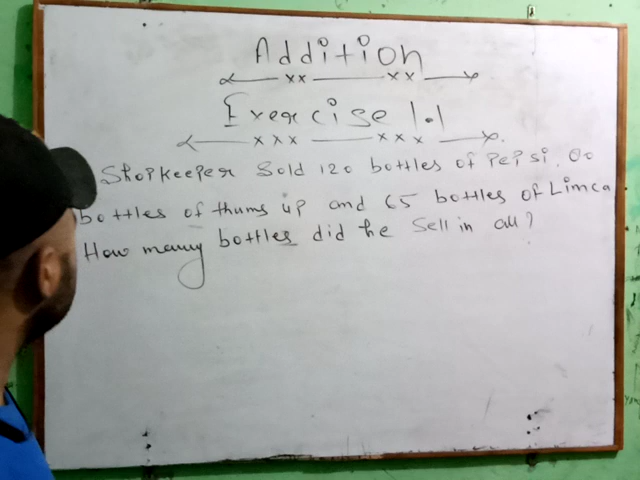 Addition
Exercise 1.1
Shopkeeper Sold 120 bottles of Pepsi.
bottles of thums up and 65 bottles of Limca
How many bottles did he Sell in all?